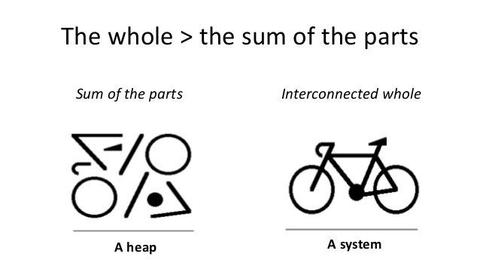 The whole > the sum of the parts
Sum of the parts
Interconnected whole
A heap
A system